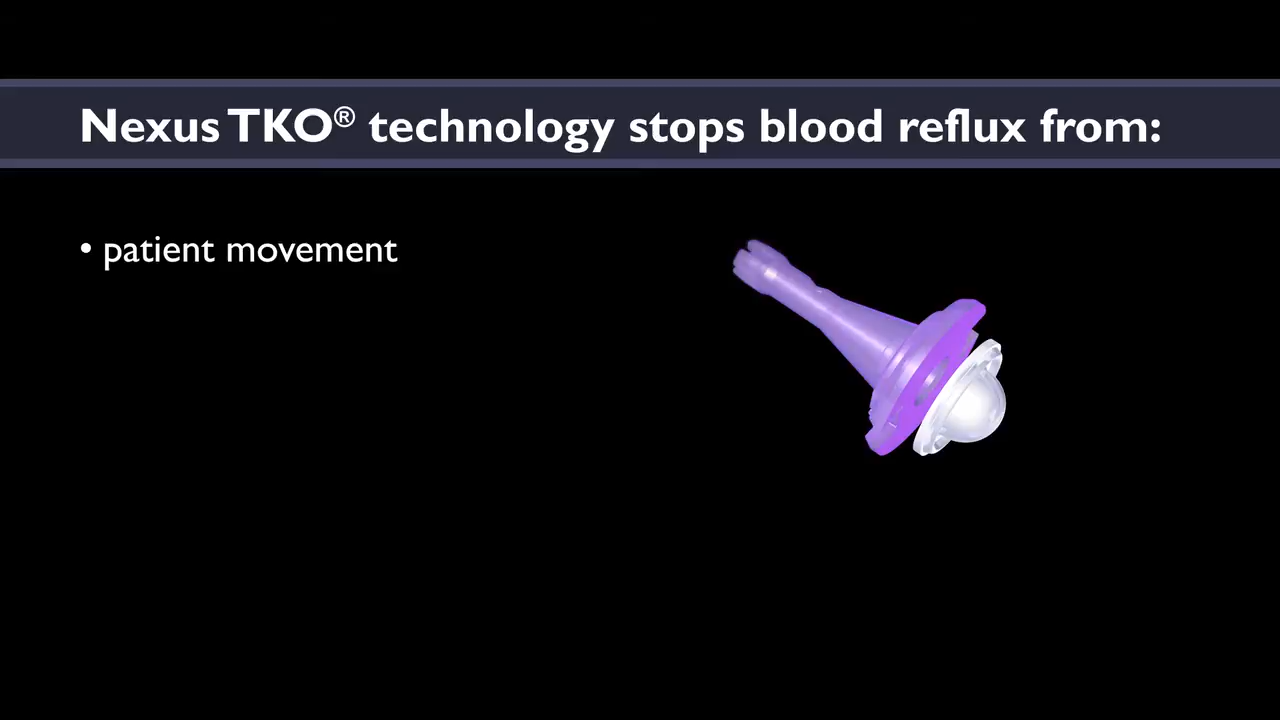 Nexus TKO® technology stops blood reflux from:
• patient movement